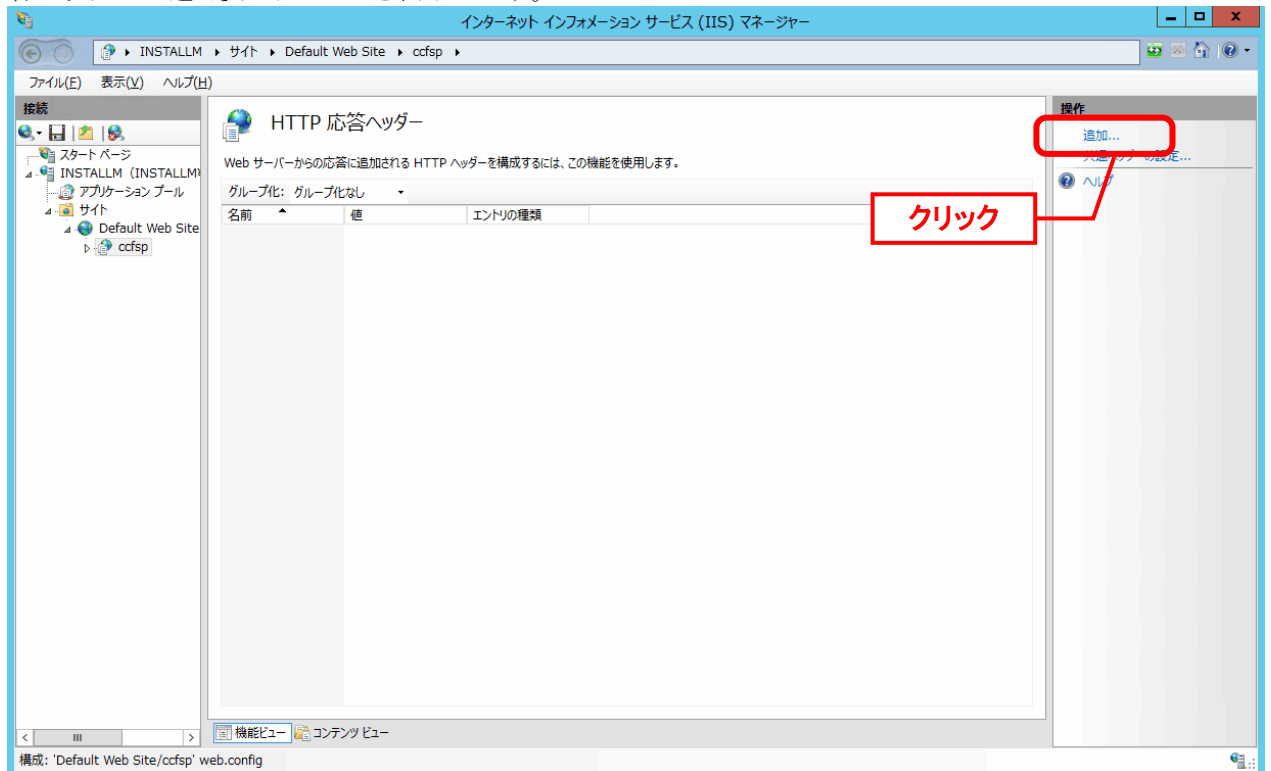 インターネット インフォメーション サービス (IIS) マネージャー
INSTALLM ▸ サイト ▸ Default Web Site ▸ ccfsp ▸
ファイル(F) 表示(V) ヘルプ(H)
接続
スタート ページ
INSTALLM (INSTALLM¥
アプリケーション プール
サイト
Default Web Site
ccfsp
HTTP 応答ヘッダー
Web サーバーからの応答に追加される HTTP ヘッダーを構成するには、この機能を使用します。
グループ化: グループ化なし
名前 値 エントリの種類
クリック
操作
追加...
の設定...
ヘルプ
機能ビュー コンテンツ ビュー
構成: 'Default Web Site/ccfsp' web.config